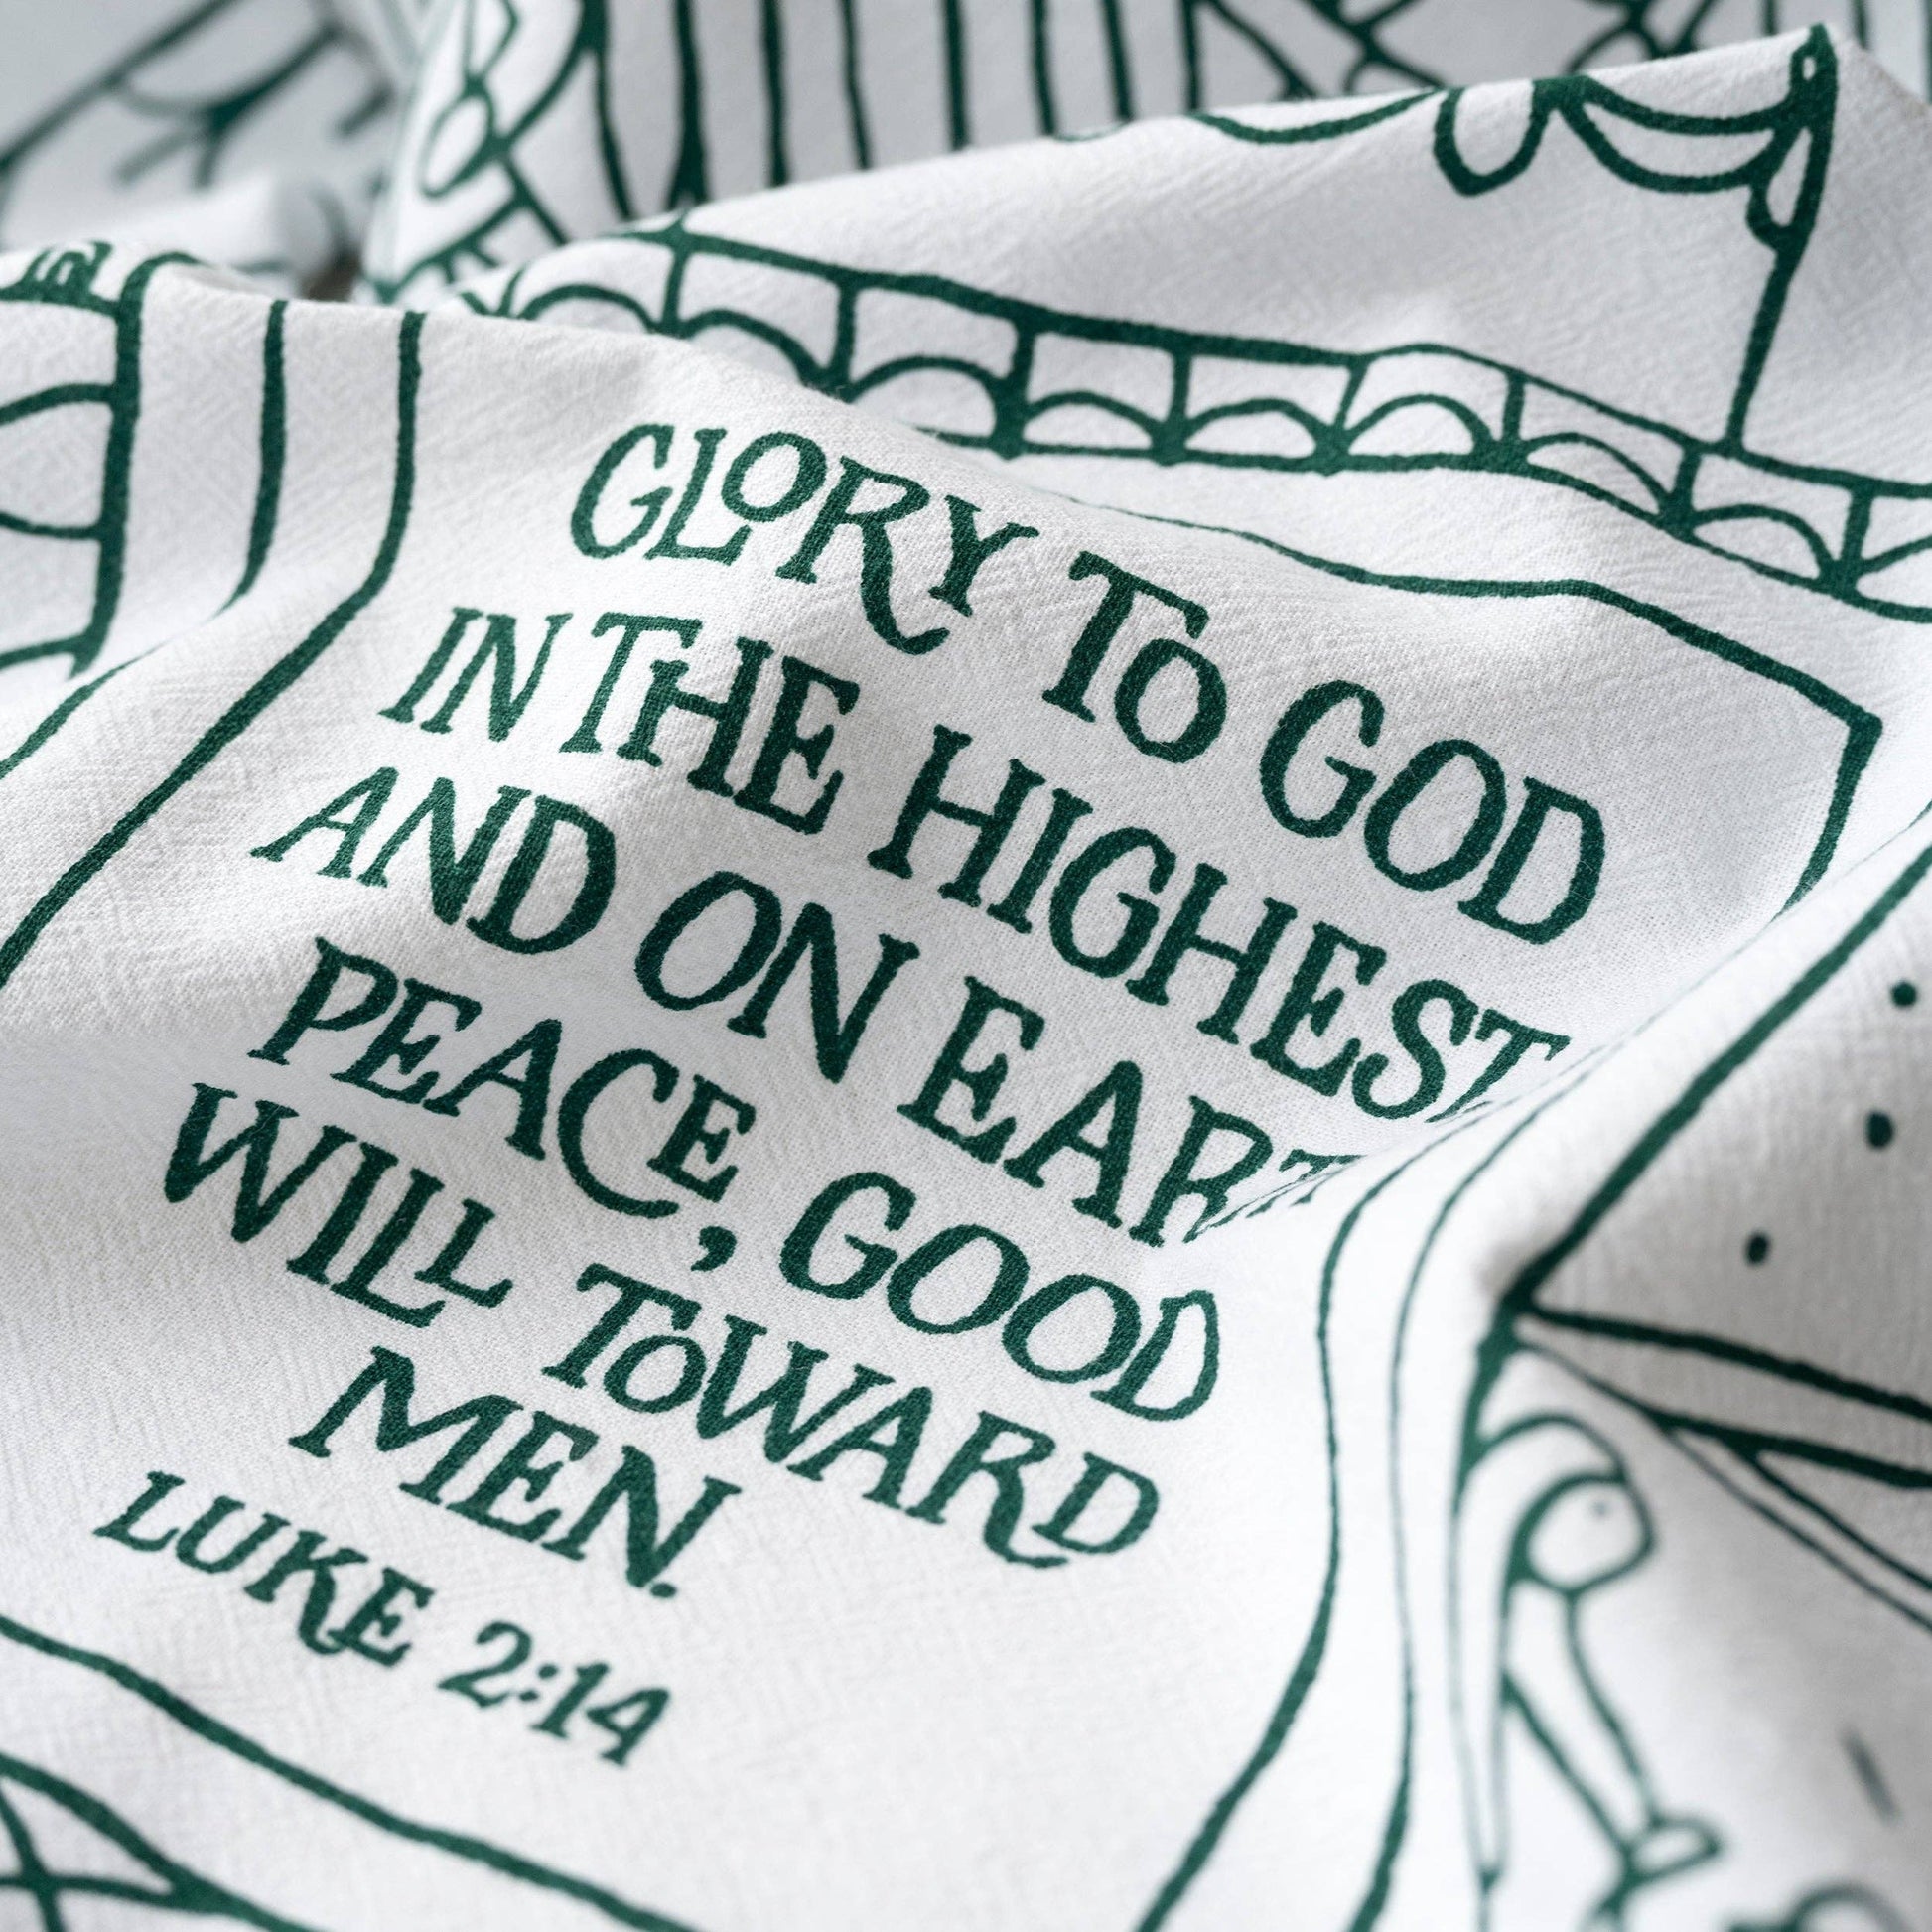 GLORY TO GOD
IN THE HIGHEST,
AND ON EART
PEACE, GOOD
WILL TOWARD
MEN.
LUKE 2:14